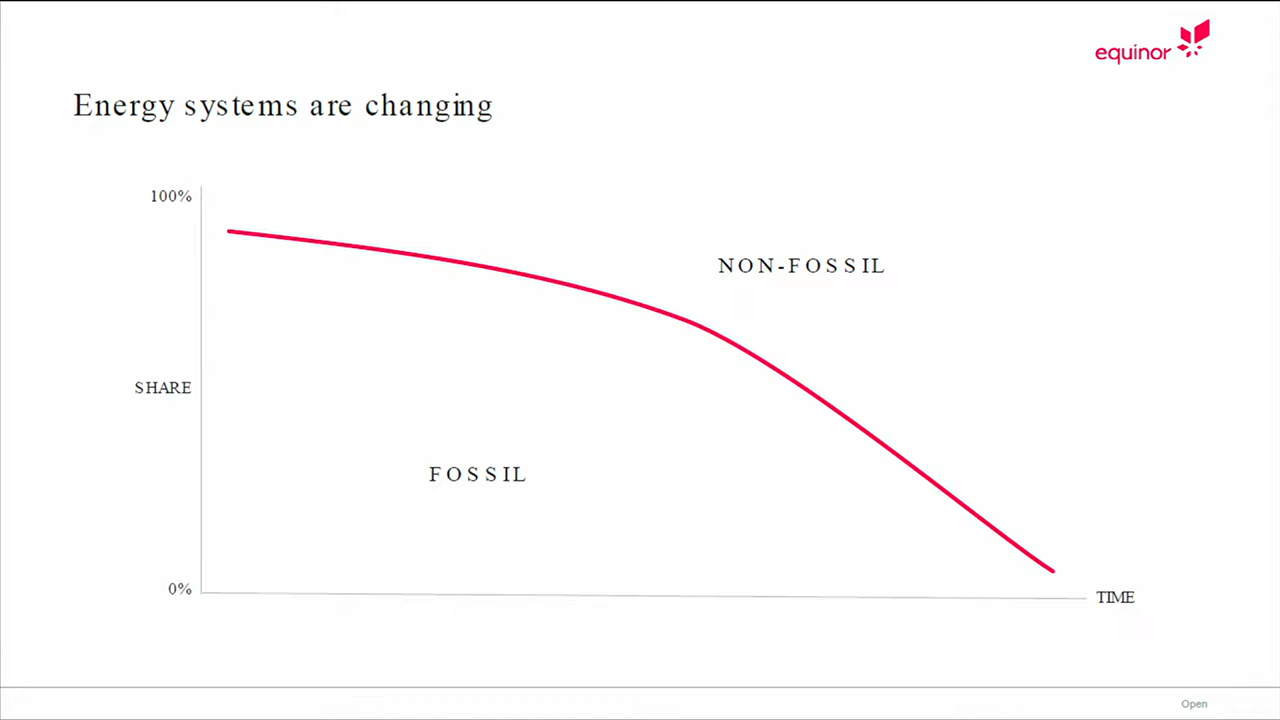 equinor
Energy systems are changing
100%
NON-FOSSIL
SHARE
FOSSIL
0%
TIME
Open